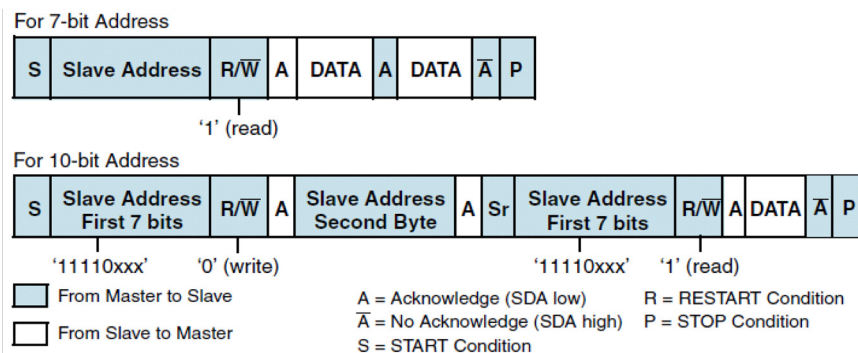 For 7-bit Address
S Slave Address R/W̅ A DATA A DATA A̅ P
‘1’ (read)
For 10-bit Address
S Slave Address First 7 bits R/W̅ A Slave Address Second Byte A Sr Slave Address First 7 bits R/W̅ A DATA A̅ P
‘11110xxx’ ‘0’ (write) ‘11110xxx’ ‘1’ (read)
From Master to Slave
From Slave to Master
A = Acknowledge (SDA low)
A̅ = No Acknowledge (SDA high)
S = START Condition
R = RESTART Condition
P = STOP Condition